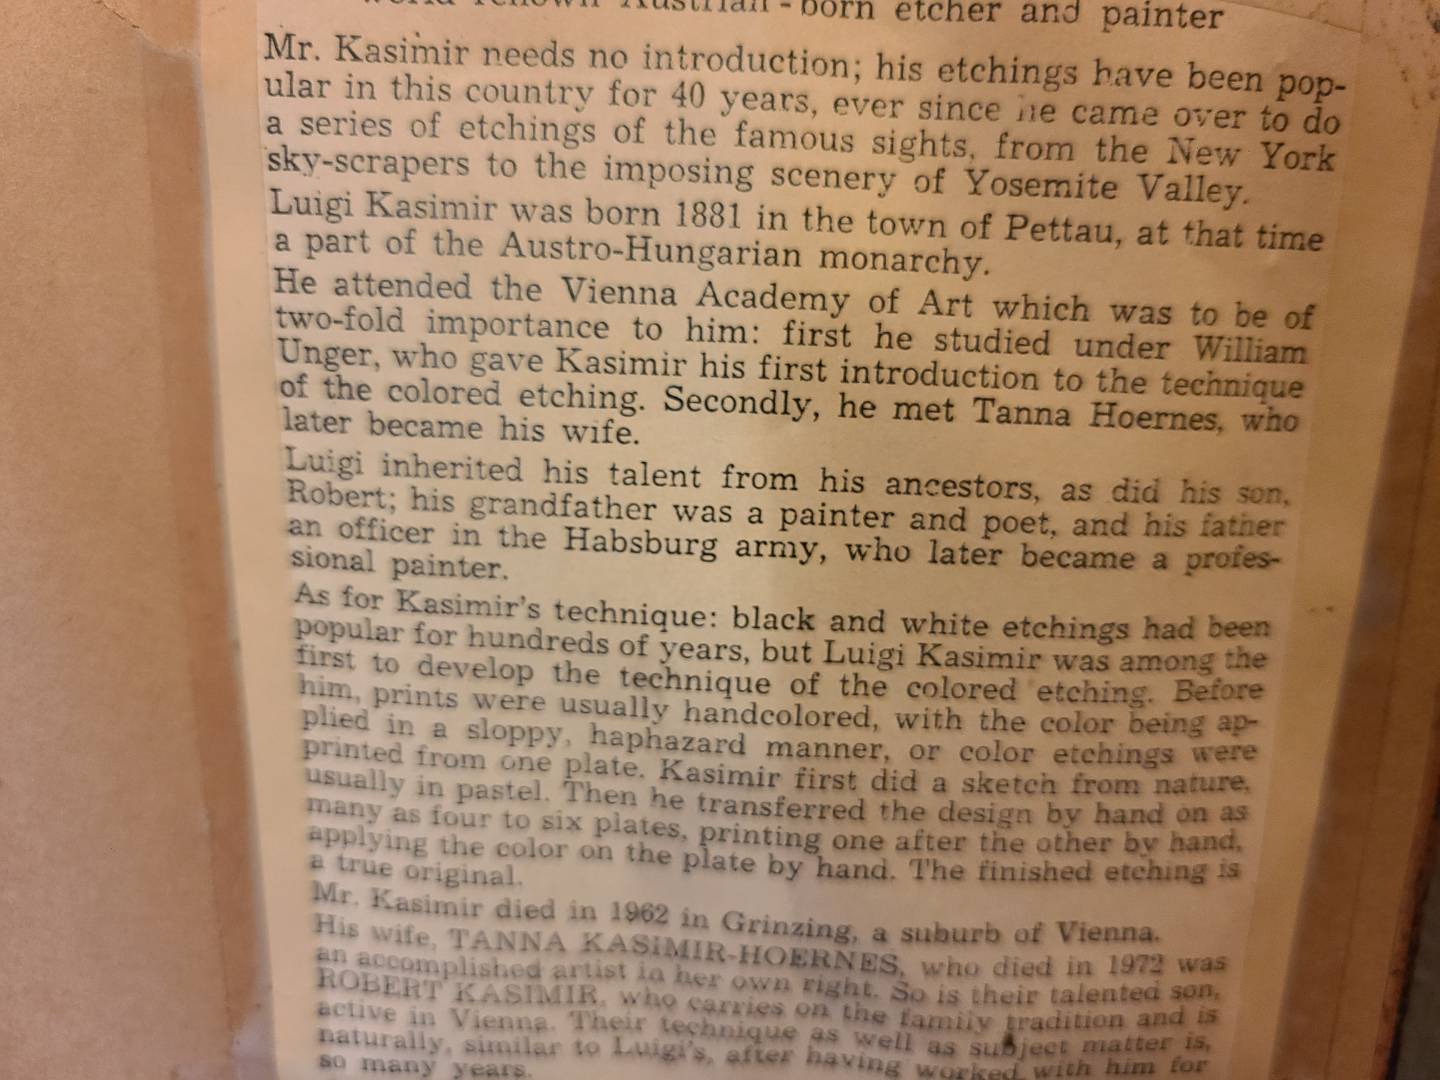 world renown Austrian-born etcher and painter
Mr. Kasimir needs no introduction; his etchings have been pop-
ular in this country for 40 years, ever since he came over to do
a series of etchings of the famous sights, from the New York
sky-scrapers to the imposing scenery of Yosemite Valley.
Luigi Kasimir was born 1881 in the town of Pettau, at that time
a part of the Austro-Hungarian monarchy.
He attended the Vienna Academy of Art which was to be of
two-fold importance to him: first he studied under William
Unger, who gave Kasimir his first introduction to the technique
of the colored etching. Secondly, he met Tanna Hoernes, who
later became his wife.
Luigi inherited his talent from his ancestors, as did his son,
Robert; his grandfather was a painter and poet, and his father
an officer in the Habsburg army, who later became a profes-
sional painter.
As for Kasimir's technique: black and white etchings had been
popular for hundreds of years, but Luigi Kasimir was among the
first to develop the technique of the colored etching. Before
him, prints were usually handcolored, with the color being ap-
plied in a sloppy, haphazard manner, or color etchings were
printed from one plate. Kasimir first did a sketch from nature,
usually in pastel. Then he transferred the design by hand on as
many as four to six plates, printing one after the other by hand,
applying the color on the plate by hand. The finished etching is
a true original.
Mr. Kasimir died in 1962 in Grinzing, a suburb of Vienna.
His wife, TANNA KASIMIR-HOERNES, who died in 1972 was
an accomplished artist in her own right. So is their talented son,
ROBERT KASIMIR, who carries on the family tradition and is
active in Vienna. Their technique as well as subject matter is,
naturally, similar to Luigi's, after having worked with him for
so many years.